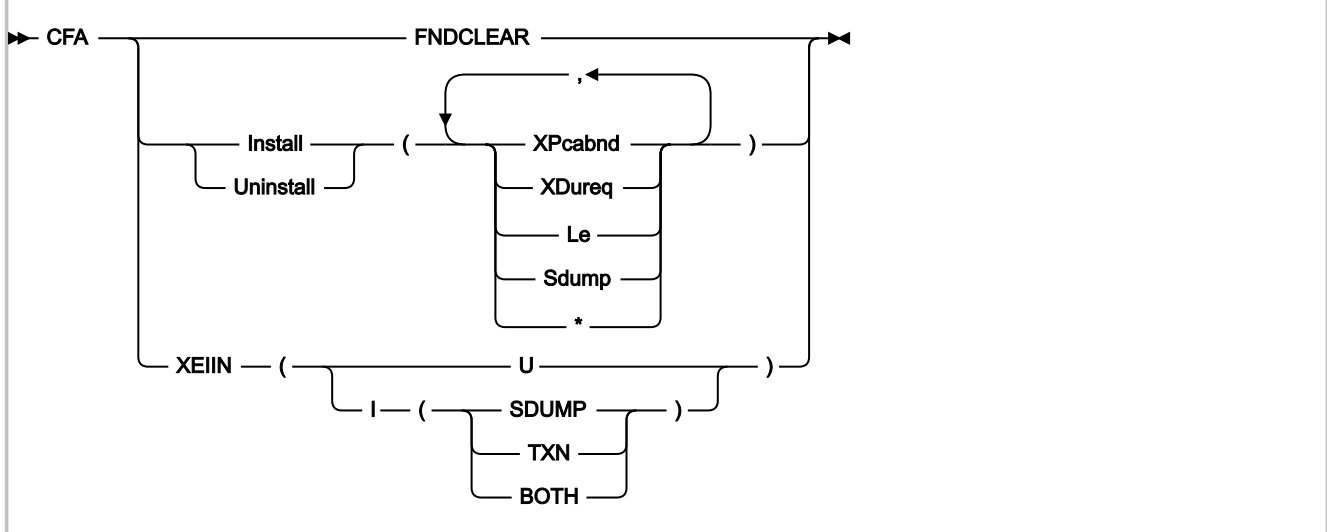 CFA FNDCLEAR
,
Install ( XPcabnd )
Uninstall XDureq
Le
Sdump
*
XEIIN ( U )
I ( SDUMP )
TXN
BOTH